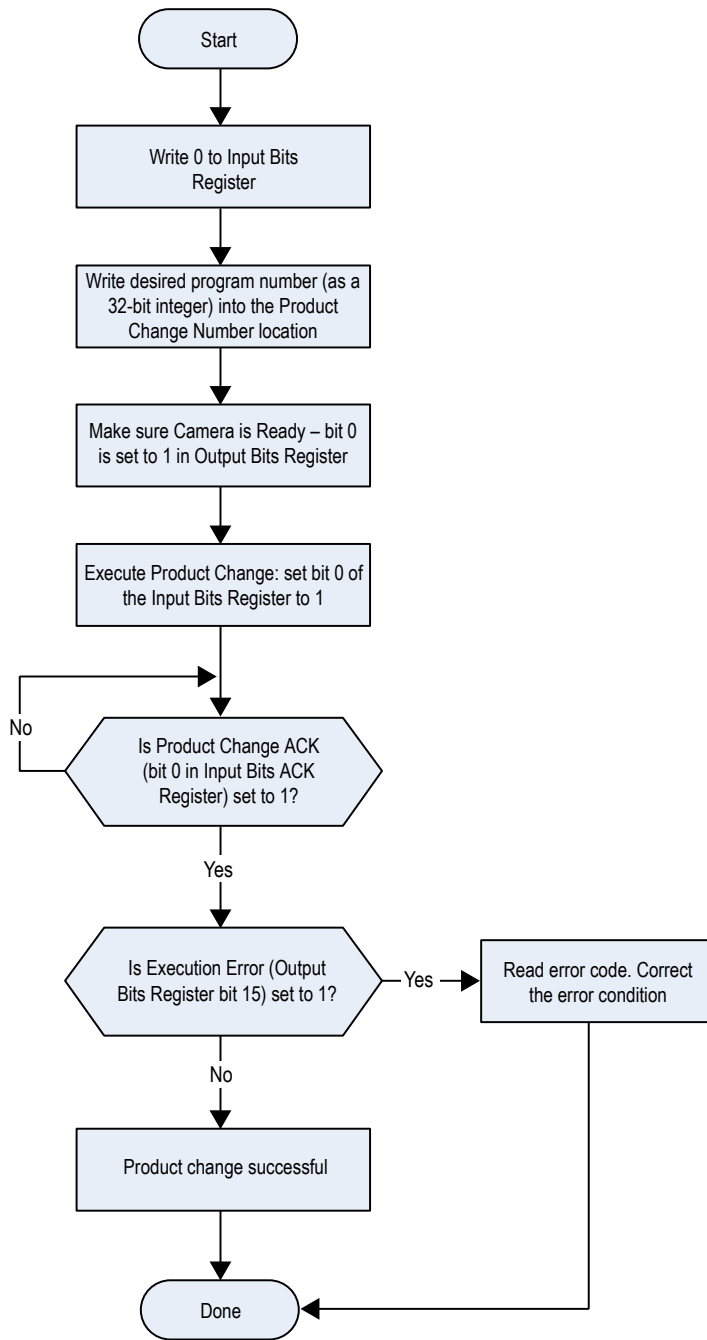 Start
Write 0 to Input Bits
Register
Write desired program number (as a
32-bit integer) into the Product
Change Number location
Make sure Camera is Ready – bit 0
is set to 1 in Output Bits Register
Execute Product Change: set bit 0 of
the Input Bits Register to 1
No
Is Product Change ACK
(bit 0 in Input Bits ACK
Register) set to 1?
Yes
Is Execution Error (Output
Bits Register bit 15) set to 1?
Yes
Read error code. Correct
the error condition
No
Product change successful
Done